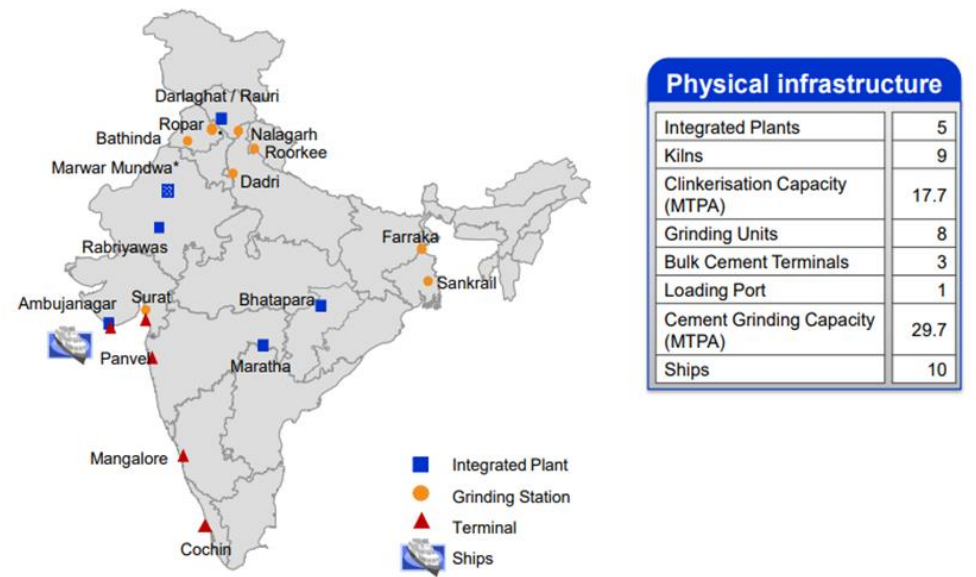 Darlaghat / Rauri
Ropar
Bathinda
Nalagarh
Roorkee
Marwar Mundwa*
Dadri
Rabriyawas
Farraka
Sankrail
Ambujanagar
Surat
Bhatapara
Panvel
Maratha
Mangalore
Cochin
Integrated Plant
Grinding Station
Terminal
Ships
Physical infrastructure
Integrated Plants 5
Kilns 9
Clinkerisation Capacity
(MTPA) 17.7
Grinding Units 8
Bulk Cement Terminals 3
Loading Port 1
Cement Grinding Capacity
(MTPA) 29.7
Ships 10